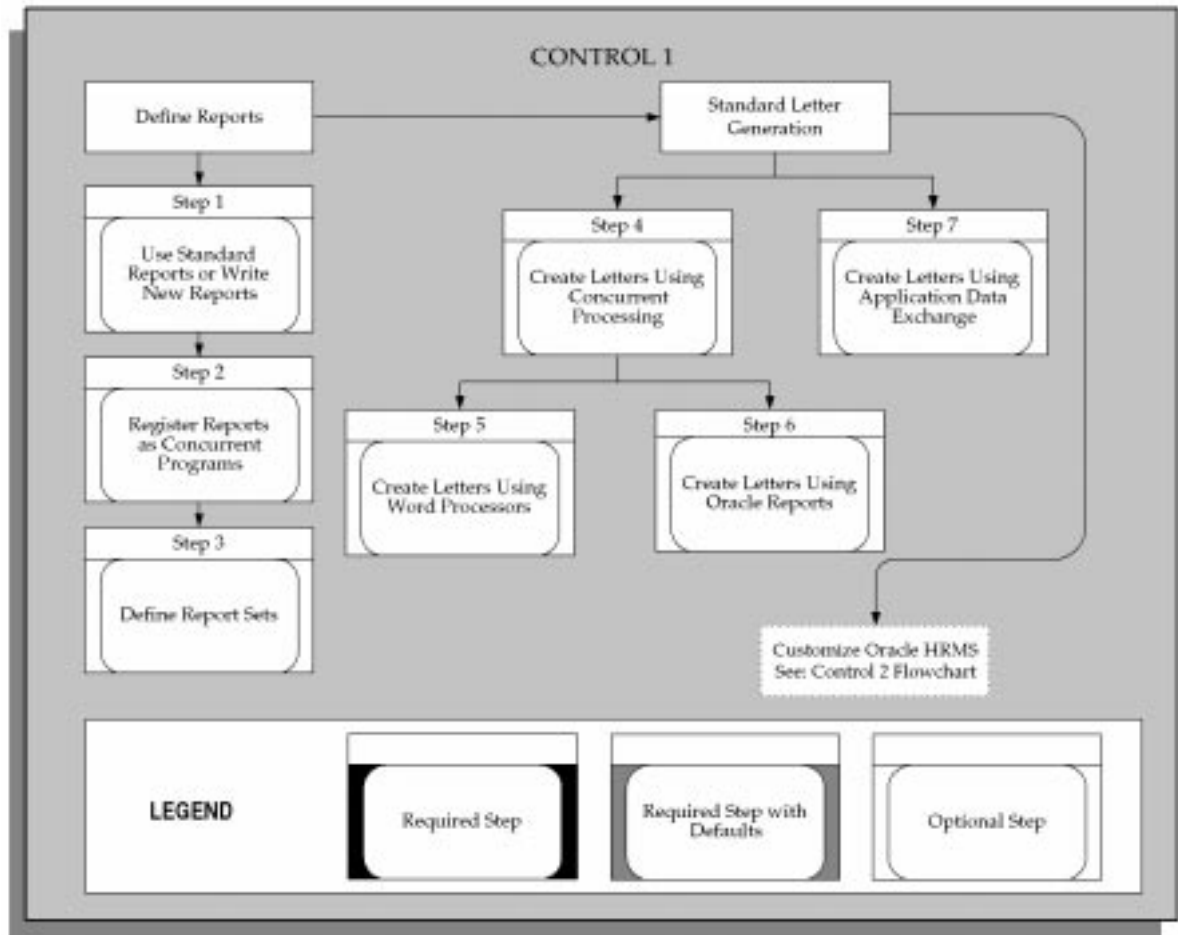 CONTROL 1
Define Reports
Standard Letter
Generation
Step 1
Use Standard
Reports or Write
New Reports
Step 2
Register Reports
as Concurrent
Programs
Step 3
Define Report Sets
Step 4
Create Letters Using
Concurrent
Processing
Step 7
Create Letters Using
Application Data
Exchange
Step 5
Create Letters Using
Word Processors
Step 6
Create Letters Using
Oracle Reports
Customize Oracle HRMS
See: Control 2 Flowchart
LEGEND
Required Step
Required Step with
Defaults
Optional Step